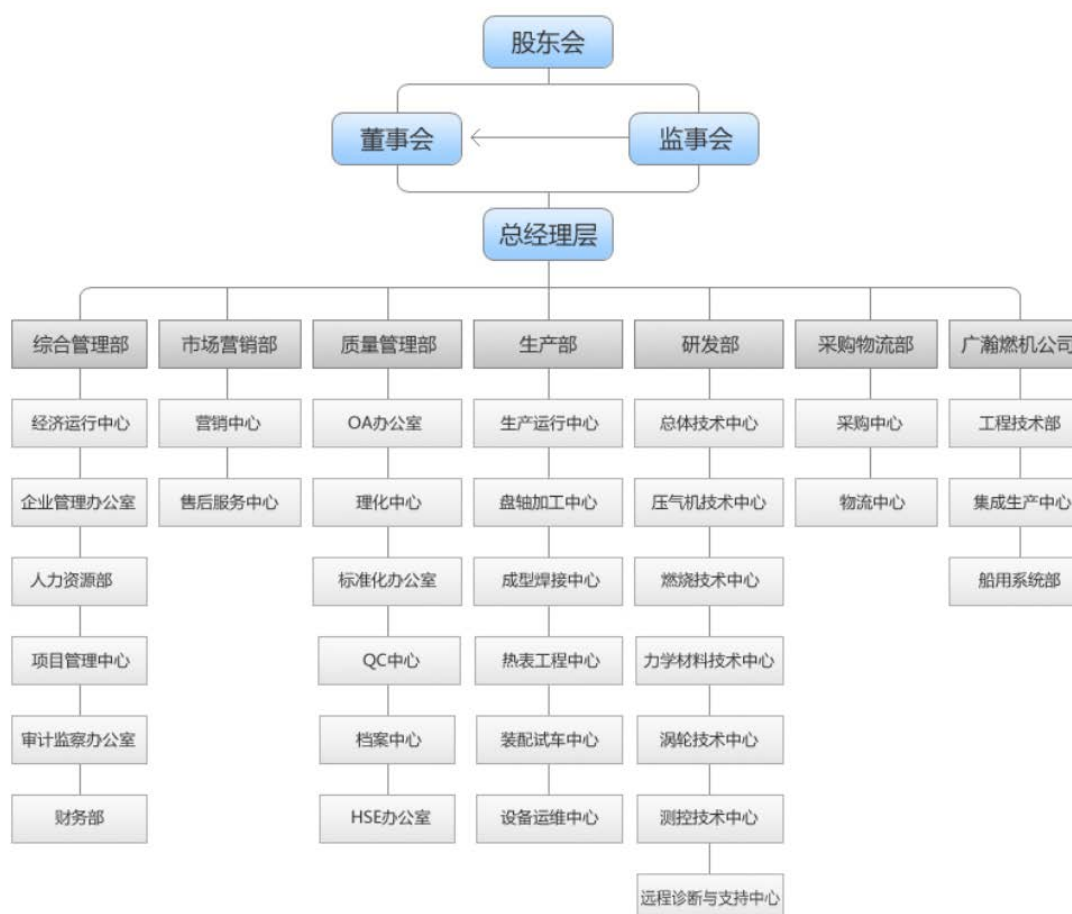 股东会
董事会
监事会
总经理层
综合管理部
市场营销部
质量管理部
生产部
研发部
采购物流部
广瀚燃机公司
经济运行中心
营销中心
OA办公室
生产运行中心
总体技术中心
采购中心
工程技术部
企业管理办公室
售后服务中心
理化中心
盘轴加工中心
压气机技术中心
物流中心
集成生产中心
人力资源部
标准化办公室
成型焊接中心
燃烧技术中心
船用系统部
项目管理中心
QC中心
热表工程中心
力学材料技术中心
审计监察办公室
档案中心
装配试车中心
涡轮技术中心
财务部
HSE办公室
设备运维中心
测控技术中心
远程诊断与支持中心